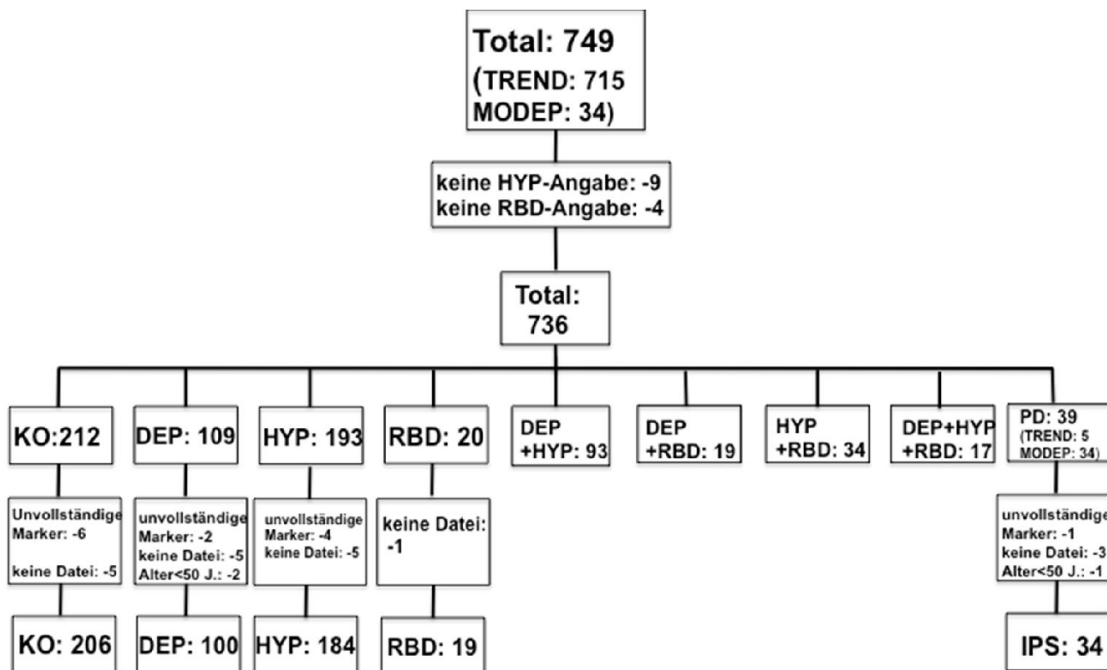 Total: 749
(TREND: 715
MODEP: 34)
keine HYP-Angabe: -9
keine RBD-Angabe: -4
Total:
736
KO:212
DEP: 109
HYP: 193
RBD: 20
DEP
+HYP: 93
DEP
+RBD: 19
HYP
+RBD: 34
DEP+HYP
+RBD: 17
PD: 39
(TREND: 5
MODEP: 34)
Unvollständige
Marker: -6
keine Datei: -5
unvollständige
Marker: -2
keine Datei: -5
Alter<50 J.: -2
unvollständige
Marker: -4
keine Datei: -5
keine Datei:
-1
unvollständige
Marker: -1
keine Datei: -3
Alter<50 J.: -1
KO: 206
DEP: 100
HYP: 184
RBD: 19
IPS: 34